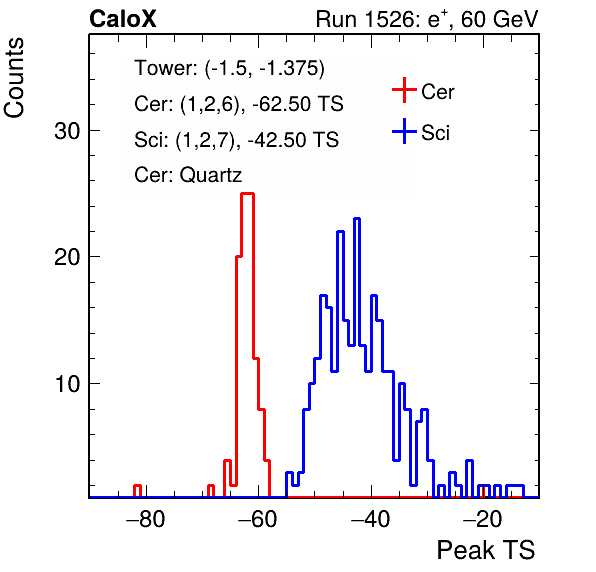 CaloX Run 1526: e⁺, 60 GeV
Counts
Tower: (-1.5, -1.375)
Cer: (1,2,6), -62.50 TS
Sci: (1,2,7), -42.50 TS
Cer: Quartz
Cer
Sci
30
20
10
−80 −60 −40 −20
Peak TS